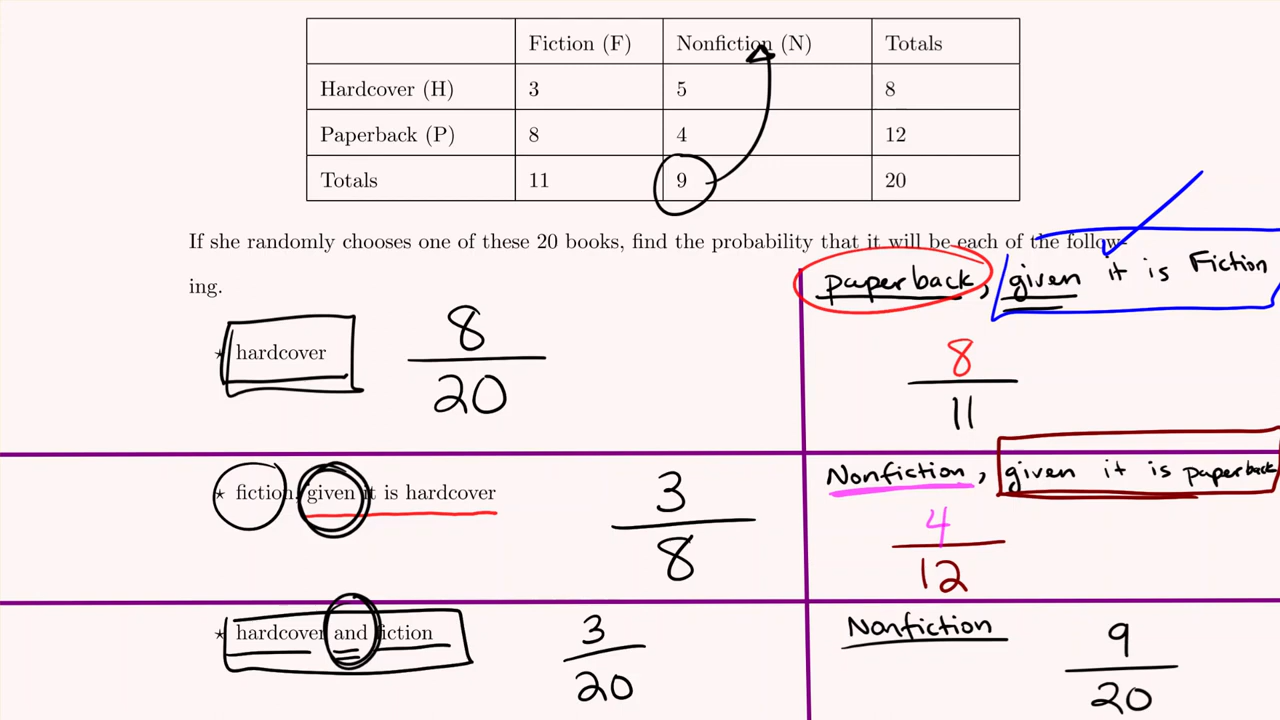 Fiction (F) Nonfiction (N) Totals
Hardcover (H) 3 5 8
Paperback (P) 8 4 12
Totals 11 9 20
If she randomly chooses one of these 20 books, find the probability that it will be each of the follow-
ing.
⋆ hardcover
8
20
paperback, given it is Fiction
8
11
⋆ fiction, given it is hardcover
3
8
Nonfiction, given it is paperback
4
12
⋆ hardcover and fiction
3
20
Nonfiction
9
20